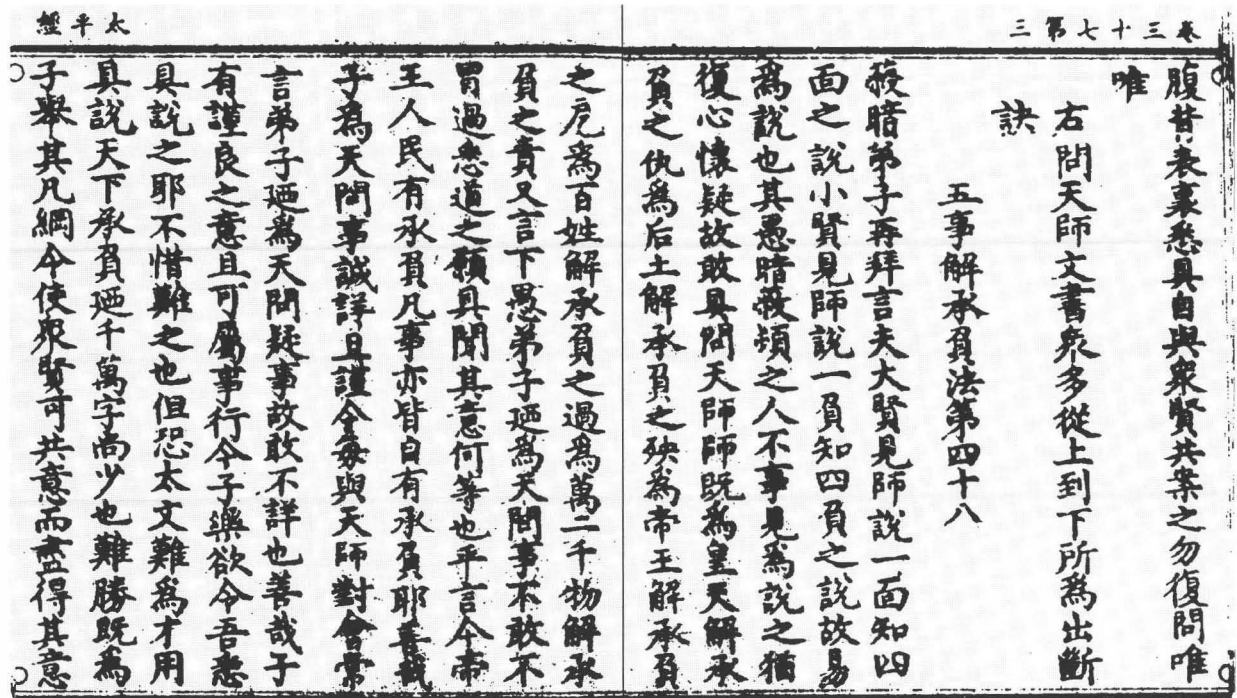 卷三十七第三
太平經
腹背表裏悉具自與衆賢共案之勿復問唯
唯
右問天師文書衆多從上到下所爲出斷
訣
五事解承負法第四十八
蔽暗弟子再拜言夫大賢見師說一面知四
面之說小賢見師說一負知四負之說故易
爲說也其愚暗蔽頓之人不事見爲說之猶
復心懷疑故敢具問天師師既爲皇天解承
負之仇爲后土解承負之殃爲帝王解承負
之厄爲百姓解承負之過爲萬二千物解承
負之責又言下愚弟子廼爲天問事不敢不
冒過悉道之願具聞其意何等也平言今帝
王人民有承負凡事亦皆自有承負耶善哉
子爲天問事誠詳且謹今每與天師對會常
言弟子廼爲天問疑事故敢不詳也善哉子
有謹良之意且可屬事行今子樂欲令吾悉
具說之耶不惜難之也但恐太文難爲才用
具說天下承負廼千萬字尚少也難勝既爲
子舉其凡綱令使衆賢可共意而盡得其意